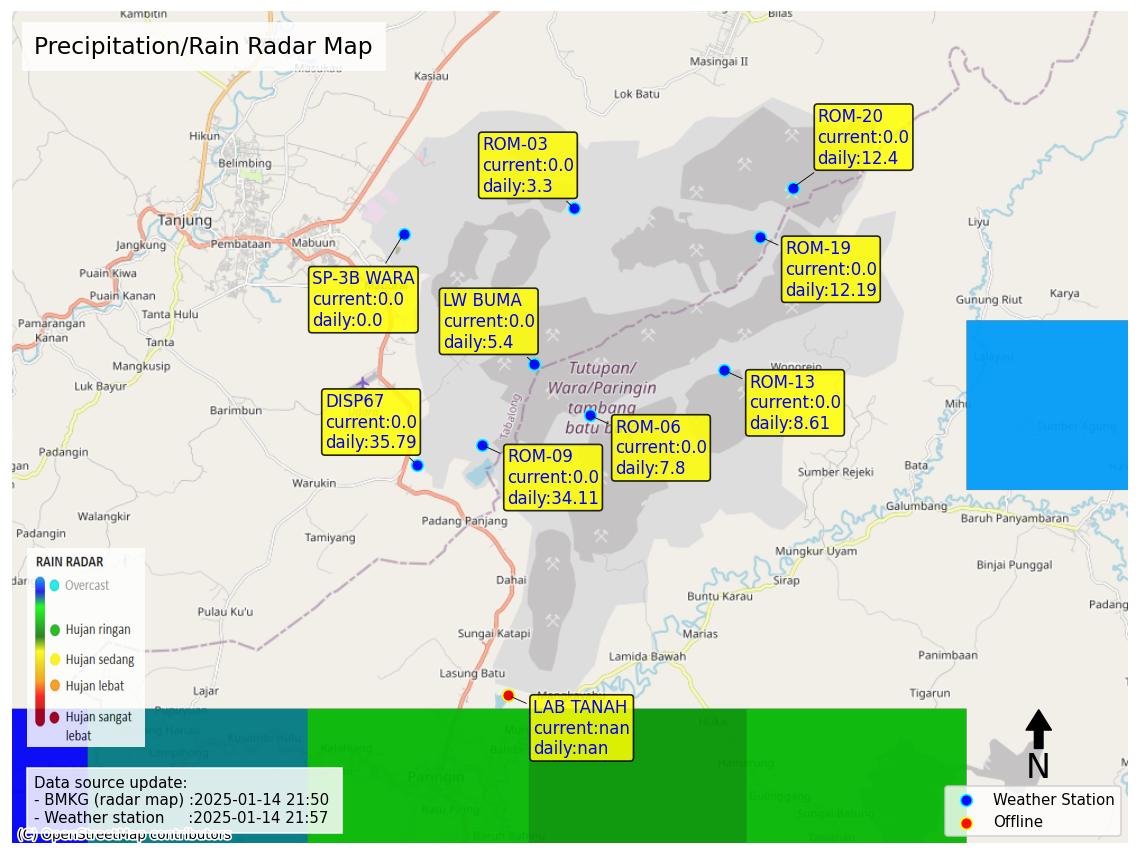 Precipitation/Rain Radar Map
Kambitin
Bilas
Masingai II
Kasiau
Lok Batu
Hikun
Belimbing
Tanjung
Jangkung
Pembataan
Mabuun
Puain Kiwa
Puain Kanan
Tanta Hulu
Pamarangan
Kanan
Tanta
Mangkusip
Luk Bayur
Barimbun
Padangin
Warukin
Walangkir
Padangin
Tamiyang
Padang Panjang
Dahai
Pulau Ku'u
Sungai Katapi
Lasung Batu
Lajar
ROM-03
current:0.0
daily:3.3
ROM-20
current:0.0
daily:12.4
ROM-19
current:0.0
daily:12.19
SP-3B WARA
current:0.0
daily:0.0
LW BUMA
current:0.0
daily:5.4
ROM-13
current:0.0
daily:8.61
DISP67
current:0.0
daily:35.79
ROM-06
current:0.0
daily:7.8
ROM-09
current:0.0
daily:34.11
LAB TANAH
current:nan
daily:nan
Tutupan/
Wara/Paringin
tambang
batu b
Tabalong
Liyu
Gunung Riut
Karya
Wonorejo
Sumber Rejeki
Bata
Galumbang
Baruh Panyambaran
Mungkur Uyam
Sirap
Binjai Punggal
Buntu Karau
Marias
Padang
Lamida Bawah
Panimbaan
Tigarun
Paringin
RAIN RADAR
Overcast
Hujan ringan
Hujan sedang
Hujan lebat
Hujan sangat
lebat
Data source update:
- BMKG (radar map) :2025-01-14 21:50
- Weather station :2025-01-14 21:57
(C) OpenStreetMap contributors
N
Weather Station
Offline